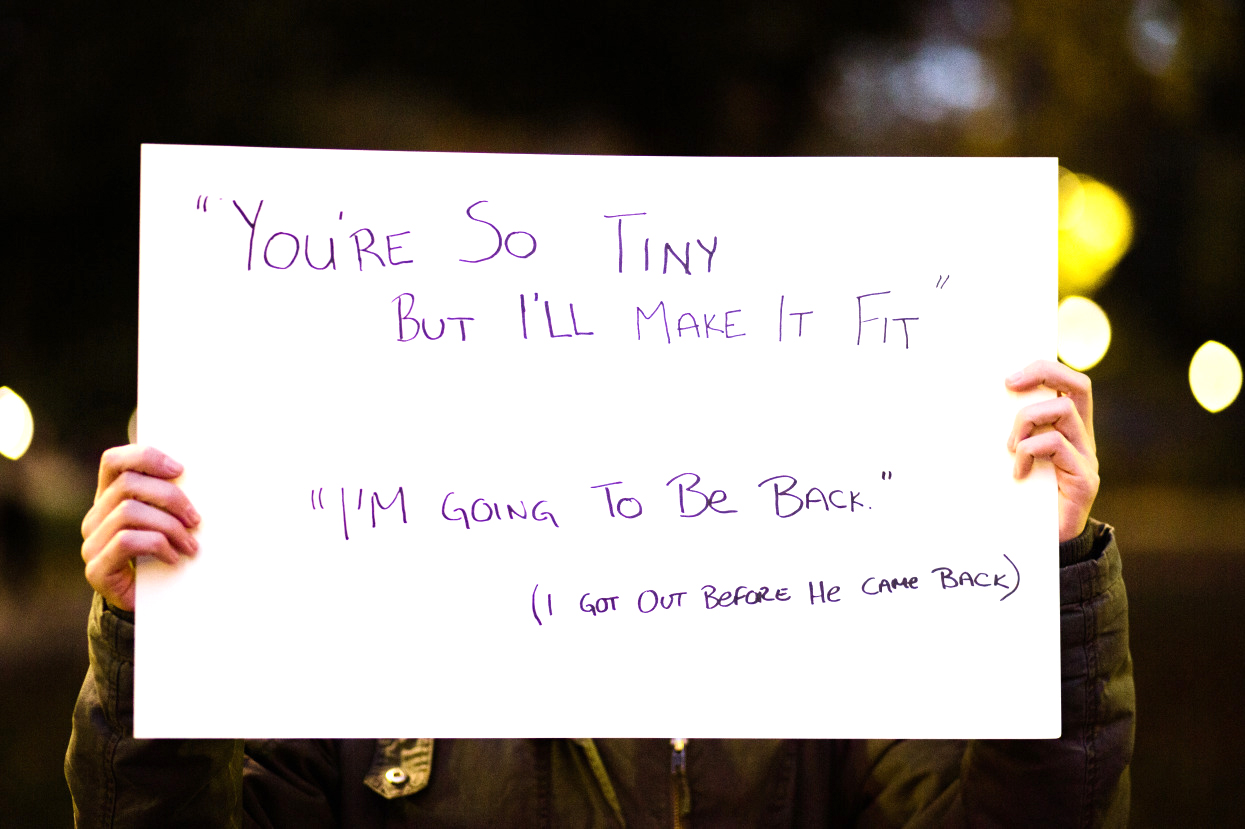 "You're So Tiny
But I'll Make It Fit"
"I'm Going To Be Back."
(I Got Out Before He Came Back)